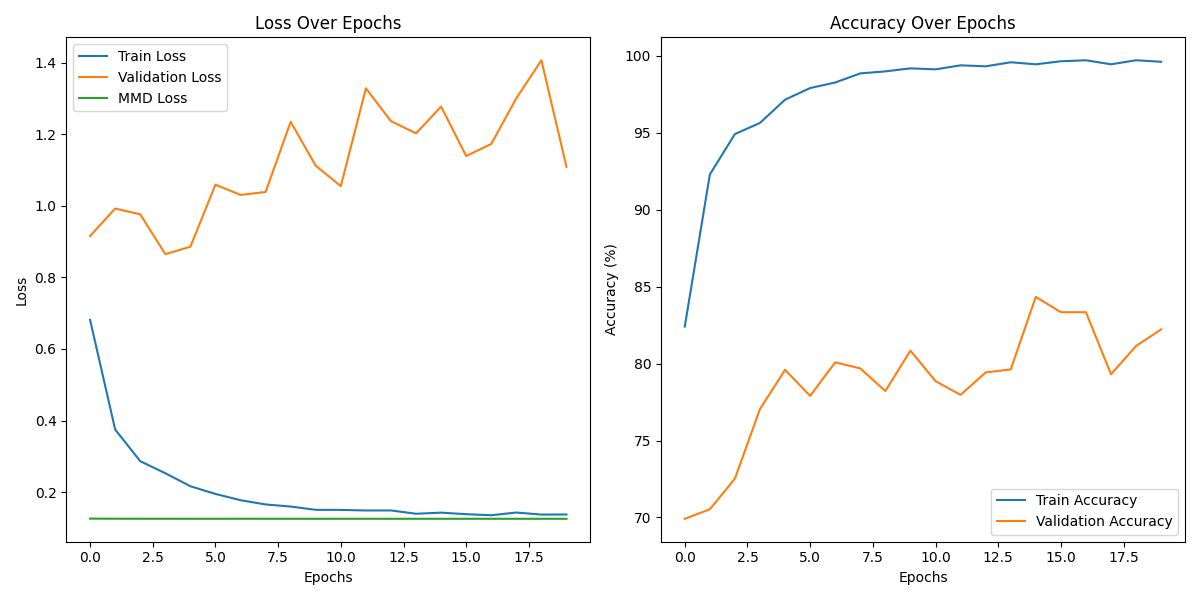 Loss Over Epochs
Train Loss
Validation Loss
MMD Loss
1.4
1.2
1.0
0.8
0.6
0.4
0.2
Loss
0.0 2.5 5.0 7.5 10.0 12.5 15.0 17.5
Epochs
Accuracy Over Epochs
100
95
90
85
80
75
70
Accuracy (%)
Train Accuracy
Validation Accuracy
0.0 2.5 5.0 7.5 10.0 12.5 15.0 17.5
Epochs